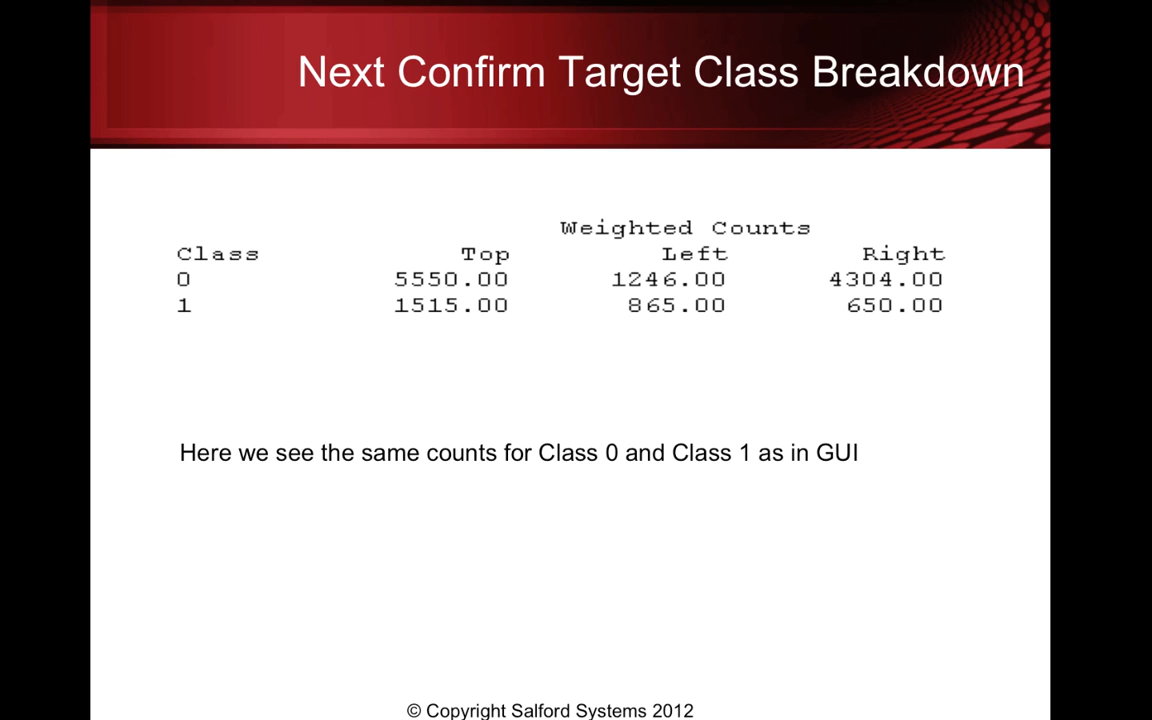 Next Confirm Target Class Breakdown
Weighted Counts
Class Top Left Right
0 5550.00 1246.00 4304.00
1 1515.00 865.00 650.00
Here we see the same counts for Class 0 and Class 1 as in GUI
© Copyright Salford Systems 2012